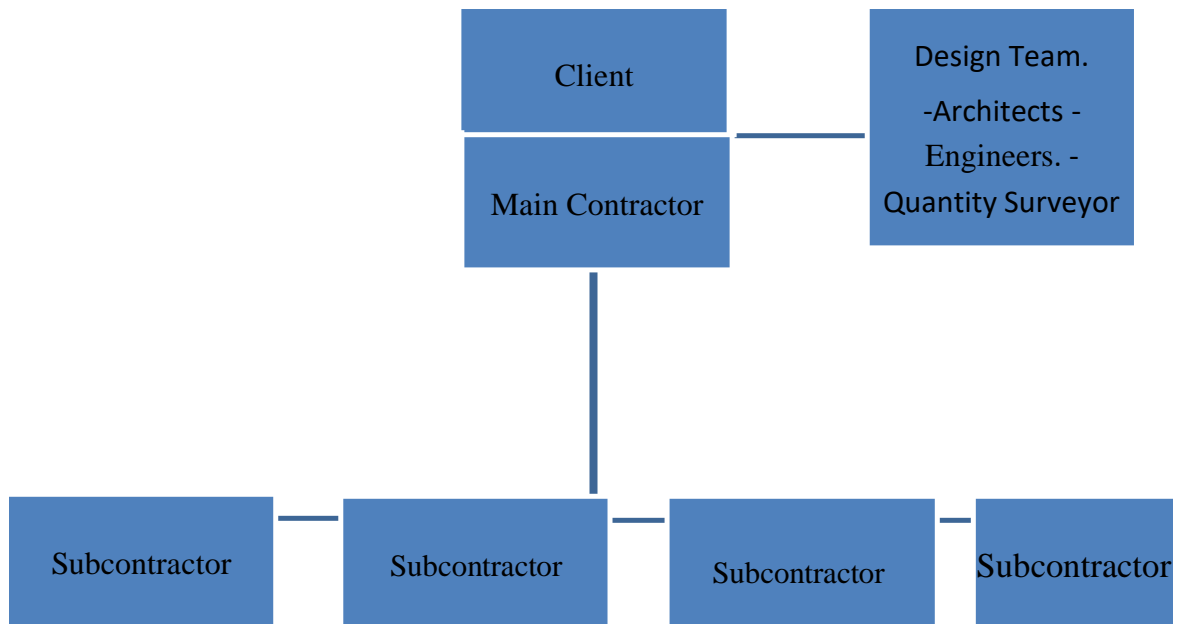 Client
Main Contractor
Design Team.
-Architects -
Engineers. -
Quantity Surveyor
Subcontractor
Subcontractor
Subcontractor
Subcontractor